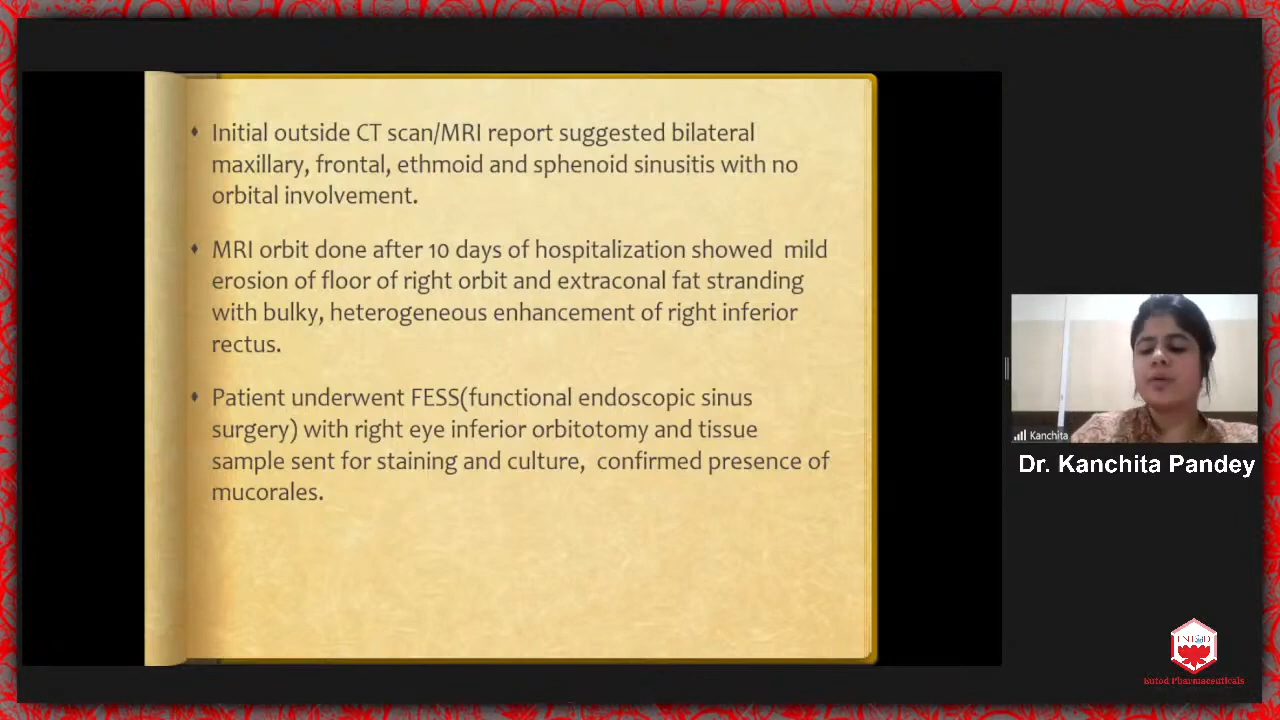 Initial outside CT scan/MRI report suggested bilateral
maxillary, frontal, ethmoid and sphenoid sinusitis with no
orbital involvement.
MRI orbit done after 10 days of hospitalization showed mild
erosion of floor of right orbit and extraconal fat stranding
with bulky, heterogeneous enhancement of right inferior
rectus.
Patient underwent FESS(functional endoscopic sinus
surgery) with right eye inferior orbitotomy and tissue
sample sent for staining and culture, confirmed presence of
mucorales.
Kanchita
Dr. Kanchita Pandey
Entod Pharmaceuticals